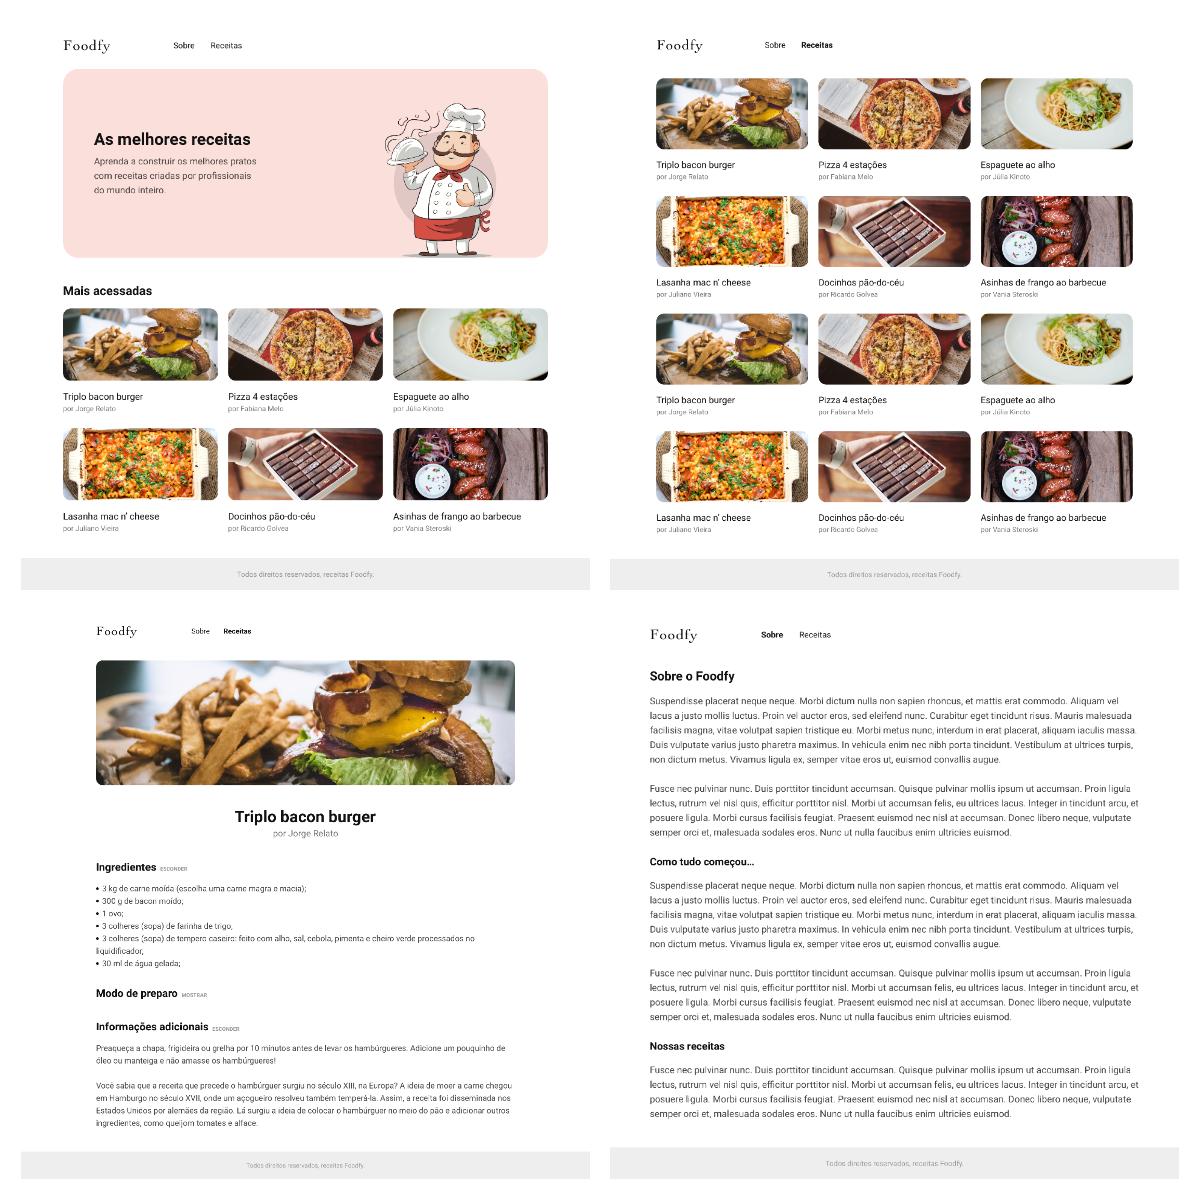 Foodfy
Sobre Receitas
As melhores receitas
Aprenda a construir os melhores pratos
com receitas criadas por profissionais
do mundo inteiro.
Mais acessadas
Triplo bacon burger
por Jorge Relato
Pizza 4 estações
por Fabiana Melo
Espaguete ao alho
por Júlia Kinoto
Lasanha mac n' cheese
por Juliano Vieira
Docinhos pão-do-céu
por Ricardo Golvea
Asinhas de frango ao barbecue
por Vania Steroski
Todos direitos reservados, receitas Foodfy.
Foodfy
Sobre Receitas
Triplo bacon burger
por Jorge Relato
Pizza 4 estações
por Fabiana Melo
Espaguete ao alho
por Júlia Kinoto
Lasanha mac n' cheese
por Juliano Vieira
Docinhos pão-do-céu
por Ricardo Golvea
Asinhas de frango ao barbecue
por Vania Steroski
Triplo bacon burger
por Jorge Relato
Pizza 4 estações
por Fabiana Melo
Espaguete ao alho
por Júlia Kinoto
Lasanha mac n' cheese
por Juliano Vieira
Docinhos pão-do-céu
por Ricardo Golvea
Asinhas de frango ao barbecue
por Vania Steroski
Todos direitos reservados, receitas Foodfy.
Foodfy
Sobre Receitas
Triplo bacon burger
por Jorge Relato
Ingredientes ESCONDER
• 3 kg de carne moída (escolha uma carne magra e macia);
• 300 g de bacon moído;
• 1 ovo;
• 3 colheres (sopa) de farinha de trigo;
• 3 colheres (sopa) de tempero caseiro: feito com alho, sal, cebola, pimenta e cheiro verde processados no
liquidificador;
• 30 ml de água gelada;
Modo de preparo MOSTRAR
Informações adicionais ESCONDER
Preaqueça a chapa, frigideira ou grelha por 10 minutos antes de levar os hambúrgueres. Adicione um pouquinho de
óleo ou manteiga e não amasse os hambúrgueres!
Você sabia que a receita que precede o hambúrguer surgiu no século XIII, na Europa? A ideia de moer a carne chegou
em Hamburgo no século XVII, onde um açogueiro resolveu também temperá-la. Assim, a receita foi disseminada nos
Estados Unidos por alemães da região. Lá surgiu a ideia de colocar o hambúrguer no meio do pão e adicionar outros
ingredientes, como queijom tomates e alface.
Todos direitos reservados, receitas Foodfy.
Foodfy
Sobre Receitas
Sobre o Foodfy
Suspendisse placerat neque neque. Morbi dictum nulla non sapien rhoncus, et mattis erat commodo. Aliquam vel
lacus a justo mollis luctus. Proin vel auctor eros, sed eleifend nunc. Curabitur eget tincidunt risus. Mauris malesuada
facilisis magna, vitae volutpat sapien tristique eu. Morbi metus nunc, interdum in erat placerat, aliquam iaculis massa.
Duis vulputate varius justo pharetra maximus. In vehicula enim nec nibh porta tincidunt. Vestibulum at ultrices turpis,
non dictum metus. Vivamus ligula ex, semper vitae eros ut, euismod convallis augue.
Fusce nec pulvinar nunc. Duis porttitor tincidunt accumsan. Quisque pulvinar mollis ipsum ut accumsan. Proin ligula
lectus, rutrum vel nisl quis, efficitur porttitor nisl. Morbi ut accumsan felis, eu ultrices lacus. Integer in tincidunt arcu, et
posuere ligula. Morbi cursus facilisis feugiat. Praesent euismod nec nisl at accumsan. Donec libero neque, vulputate
semper orci et, malesuada sodales eros. Nunc ut nulla faucibus enim ultricies euismod.
Como tudo começou...
Suspendisse placerat neque neque. Morbi dictum nulla non sapien rhoncus, et mattis erat commodo. Aliquam vel
lacus a justo mollis luctus. Proin vel auctor eros, sed eleifend nunc. Curabitur eget tincidunt risus. Mauris malesuada
facilisis magna, vitae volutpat sapien tristique eu. Morbi metus nunc, interdum in erat placerat, aliquam iaculis massa.
Duis vulputate varius justo pharetra maximus. In vehicula enim nec nibh porta tincidunt. Vestibulum at ultrices turpis,
non dictum metus. Vivamus ligula ex, semper vitae eros ut, euismod convallis augue.
Fusce nec pulvinar nunc. Duis porttitor tincidunt accumsan. Quisque pulvinar mollis ipsum ut accumsan. Proin ligula
lectus, rutrum vel nisl quis, efficitur porttitor nisl. Morbi ut accumsan felis, eu ultrices lacus. Integer in tincidunt arcu, et
posuere ligula. Morbi cursus facilisis feugiat. Praesent euismod nec nisl at accumsan. Donec libero neque, vulputate
semper orci et, malesuada sodales eros. Nunc ut nulla faucibus enim ultricies euismod.
Nossas receitas
Fusce nec pulvinar nunc. Duis porttitor tincidunt accumsan. Quisque pulvinar mollis ipsum ut accumsan. Proin ligula
lectus, rutrum vel nisl quis, efficitur porttitor nisl. Morbi ut accumsan felis, eu ultrices lacus. Integer in tincidunt arcu, et
posuere ligula. Morbi cursus facilisis feugiat. Praesent euismod nec nisl at accumsan. Donec libero neque, vulputate
semper orci et, malesuada sodales eros. Nunc ut nulla faucibus enim ultricies euismod.
Todos direitos reservados, receitas Foodfy.